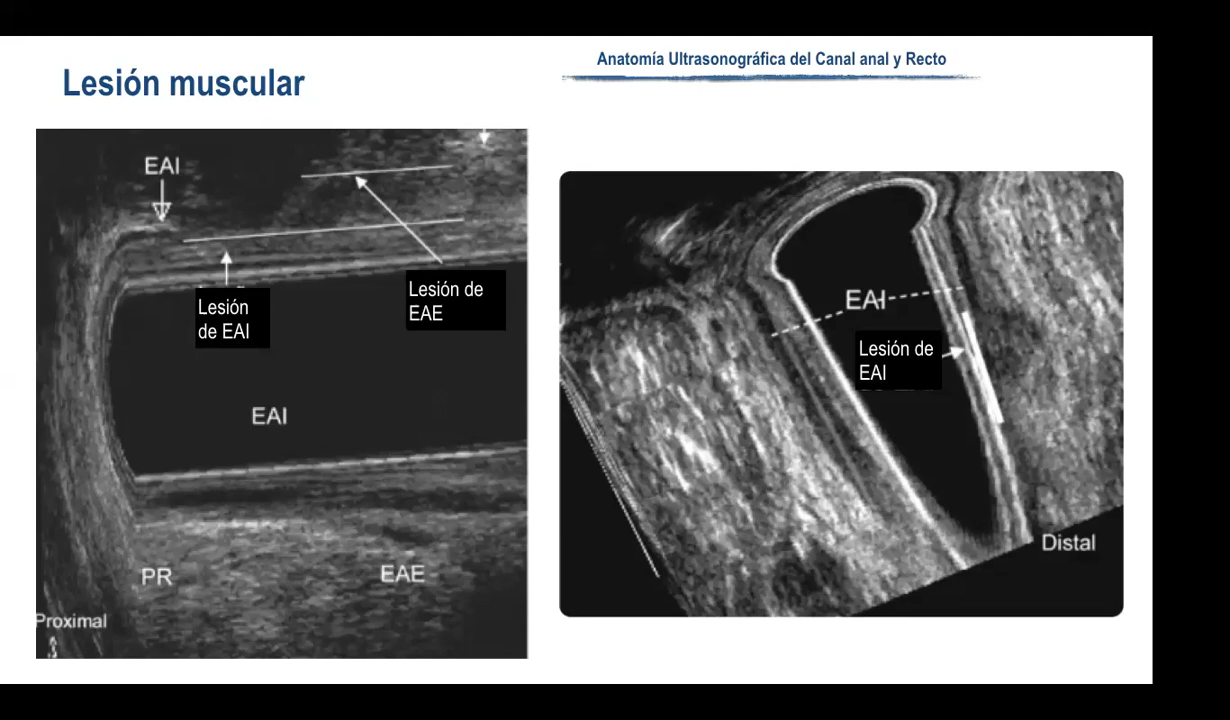 Anatomía Ultrasonográfica del Canal anal y Recto
Lesión muscular
EAI
Lesión
de EAI
Lesión de
EAE
EAI
PR
EAE
Proximal
EAI
Lesión de
EAI
Distal